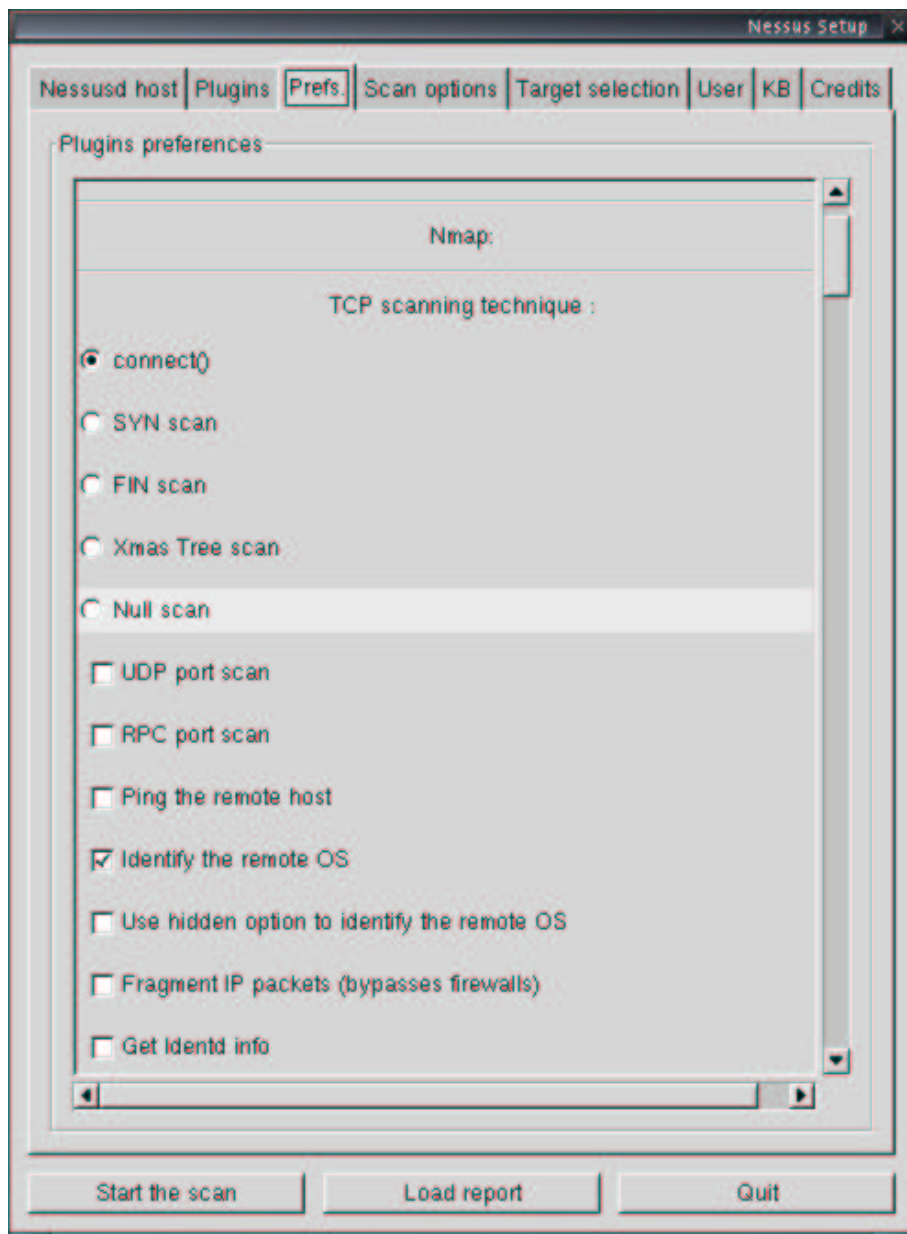 Nessus Setup
Nessusd host Plugins Prefs. Scan options Target selection User KB Credits
Plugins preferences
Nmap:
TCP scanning technique :
connect()
SYN scan
FIN scan
Xmas Tree scan
Null scan
UDP port scan
RPC port scan
Ping the remote host
Identify the remote OS
Use hidden option to identify the remote OS
Fragment IP packets (bypasses firewalls)
Get Identd info
Start the scan Load report Quit